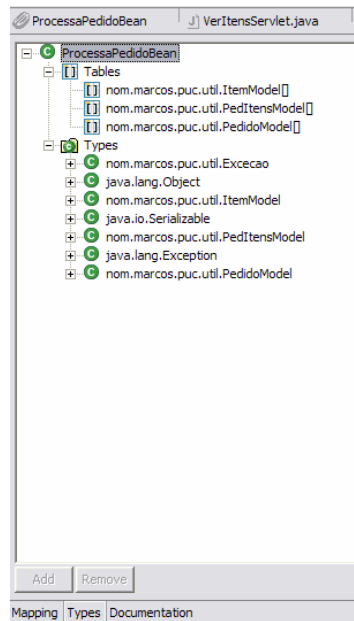 ProcessaPedidoBean VerItensServlet.java
ProcessaPedidoBean
Tables
nom.marcos.puc.util.ItemModel[]
nom.marcos.puc.util.PedItensModel[]
nom.marcos.puc.util.PedidoModel[]
Types
nom.marcos.puc.util.Excecao
java.lang.Object
nom.marcos.puc.util.ItemModel
java.io.Serializable
nom.marcos.puc.util.PedItensModel
java.lang.Exception
nom.marcos.puc.util.PedidoModel
Add Remove
Mapping Types Documentation